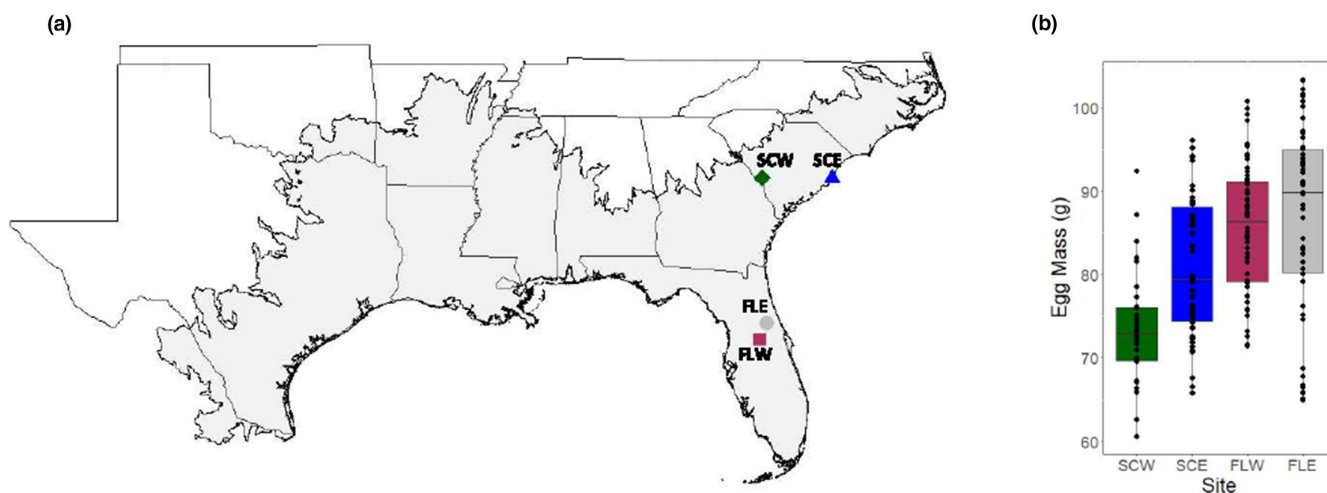 (a)
SCW
SCE
FLE
FLW
(b)
Egg Mass (g)
100
90
80
70
60
SCW SCE FLW FLE
Site